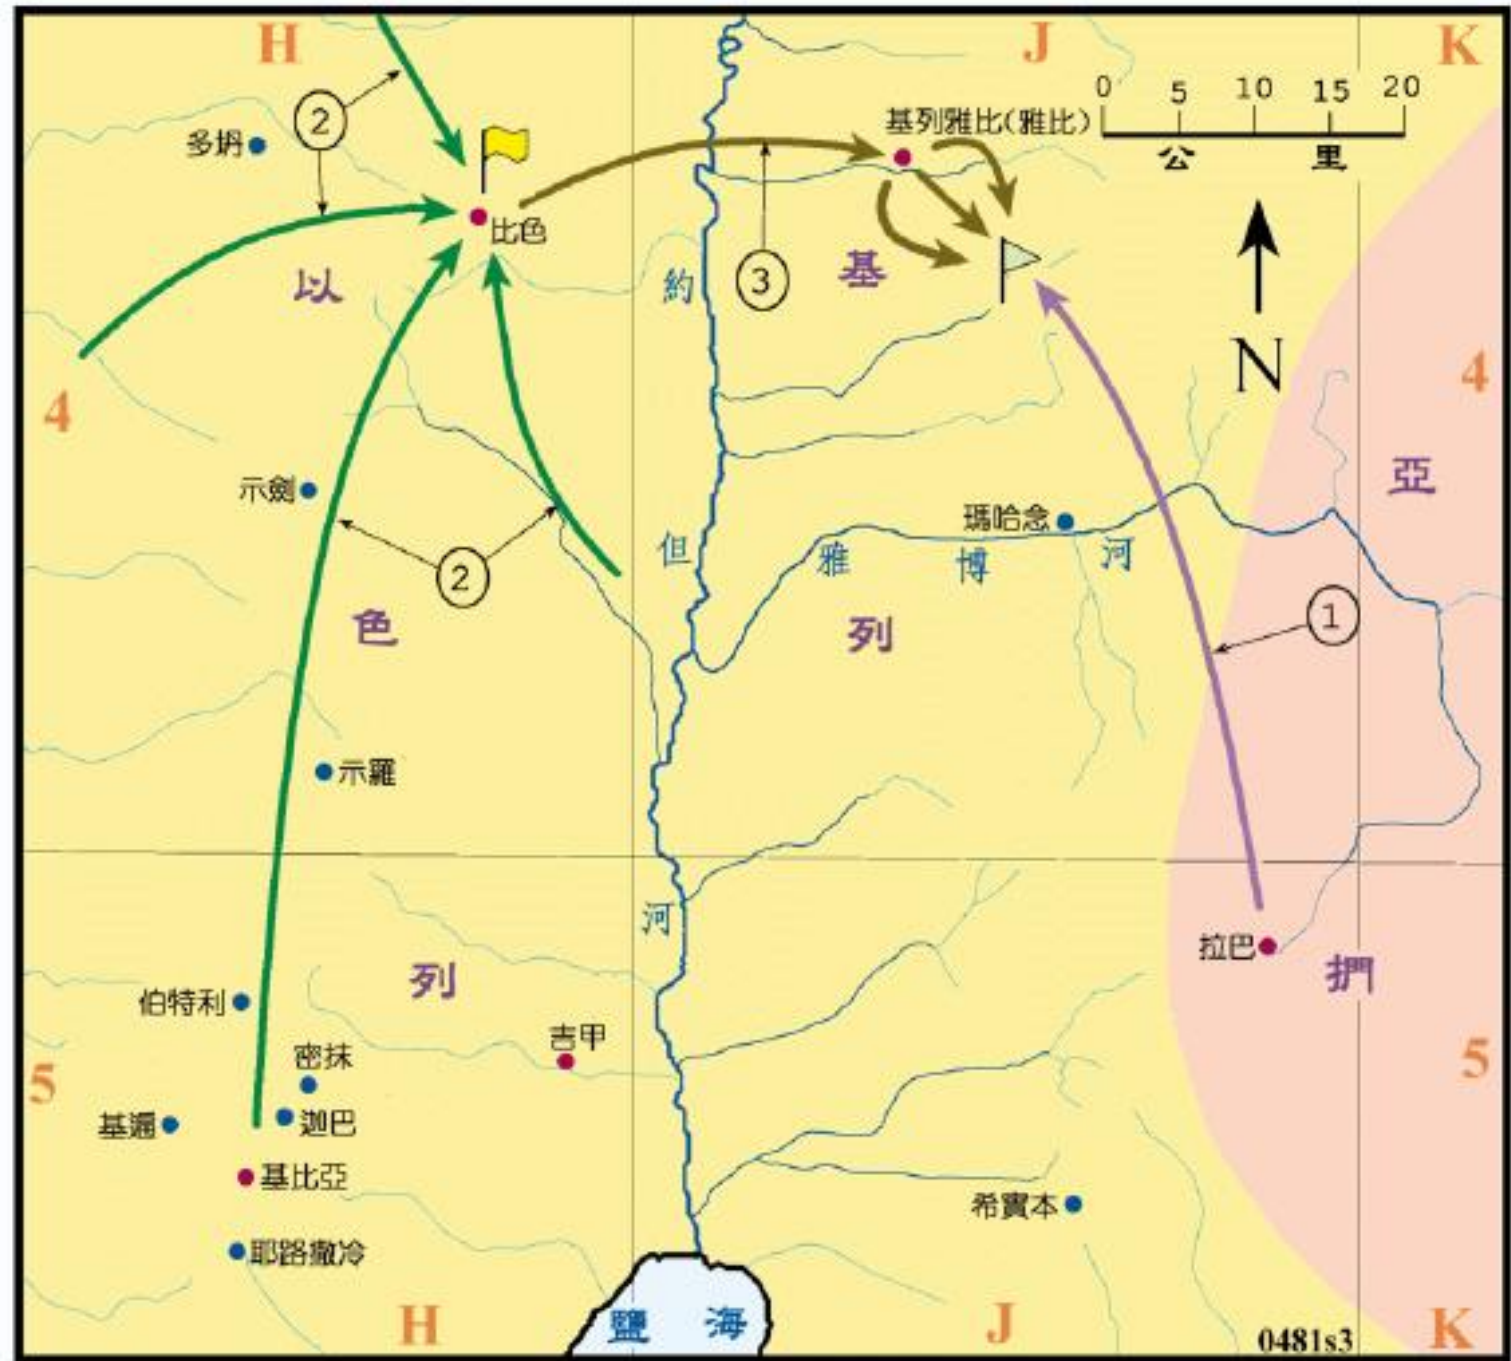 H
J
K
0 5 10 15 20
公里
基列雅比(雅比)
多坍
2
比色
3
以
基
約
N
4
4
亞
示劍
瑪哈念
但
雅博河
2
1
色
列
示羅
河
拉巴
捫
列
伯特利
吉甲
密抹
5
5
迦巴
基遍
基比亞
希實本
耶路撒冷
鹽海
H
J
K
0481s3